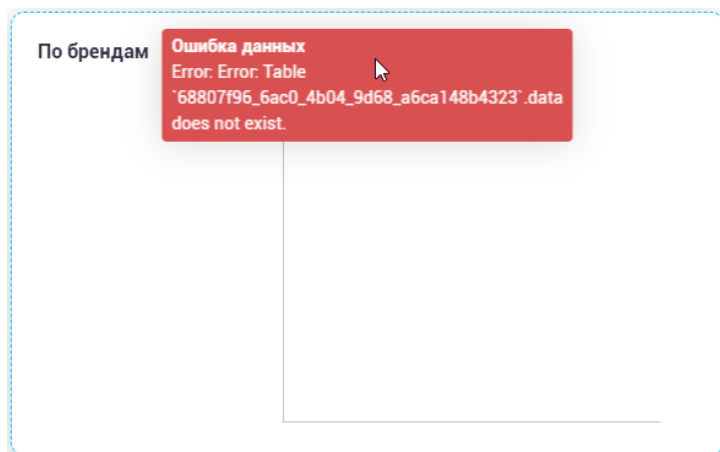 По брендам
Ошибка данных
Error: Error: Table
`68807f96_6ac0_4b04_9d68_a6ca148b4323`.data
does not exist.